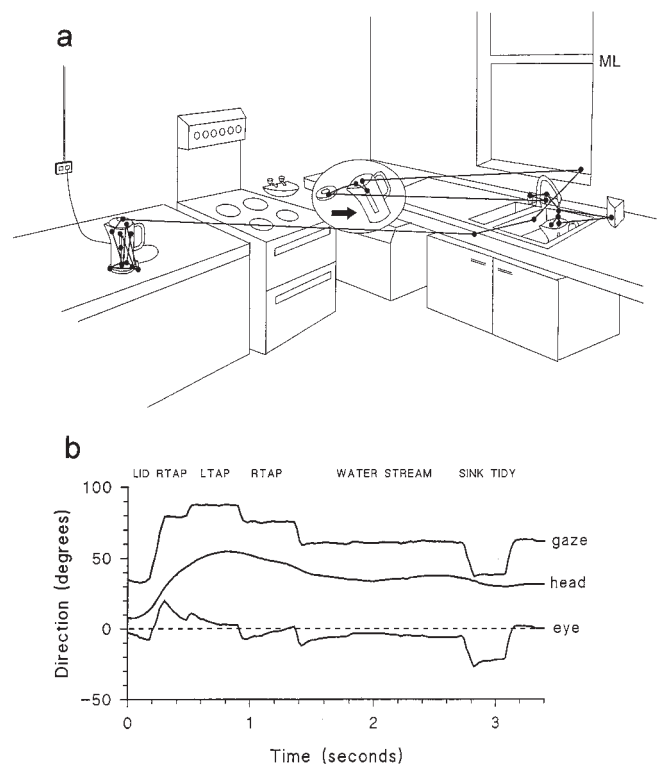 a
ML
b
LID RTAP LTAP RTAP WATER STREAM SINK TIDY
100
50
0
-50
Direction (degrees)
gaze
head
eye
0 1 2 3
Time (seconds)